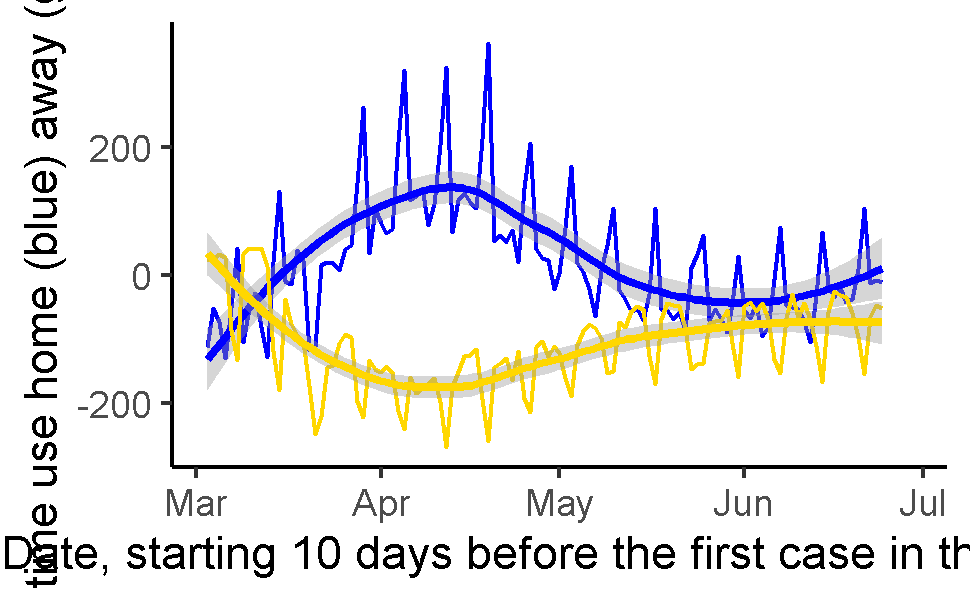 time use home (blue) away (
200
0
-200
Mar Apr May Jun Jul
Date, starting 10 days before the first case in th